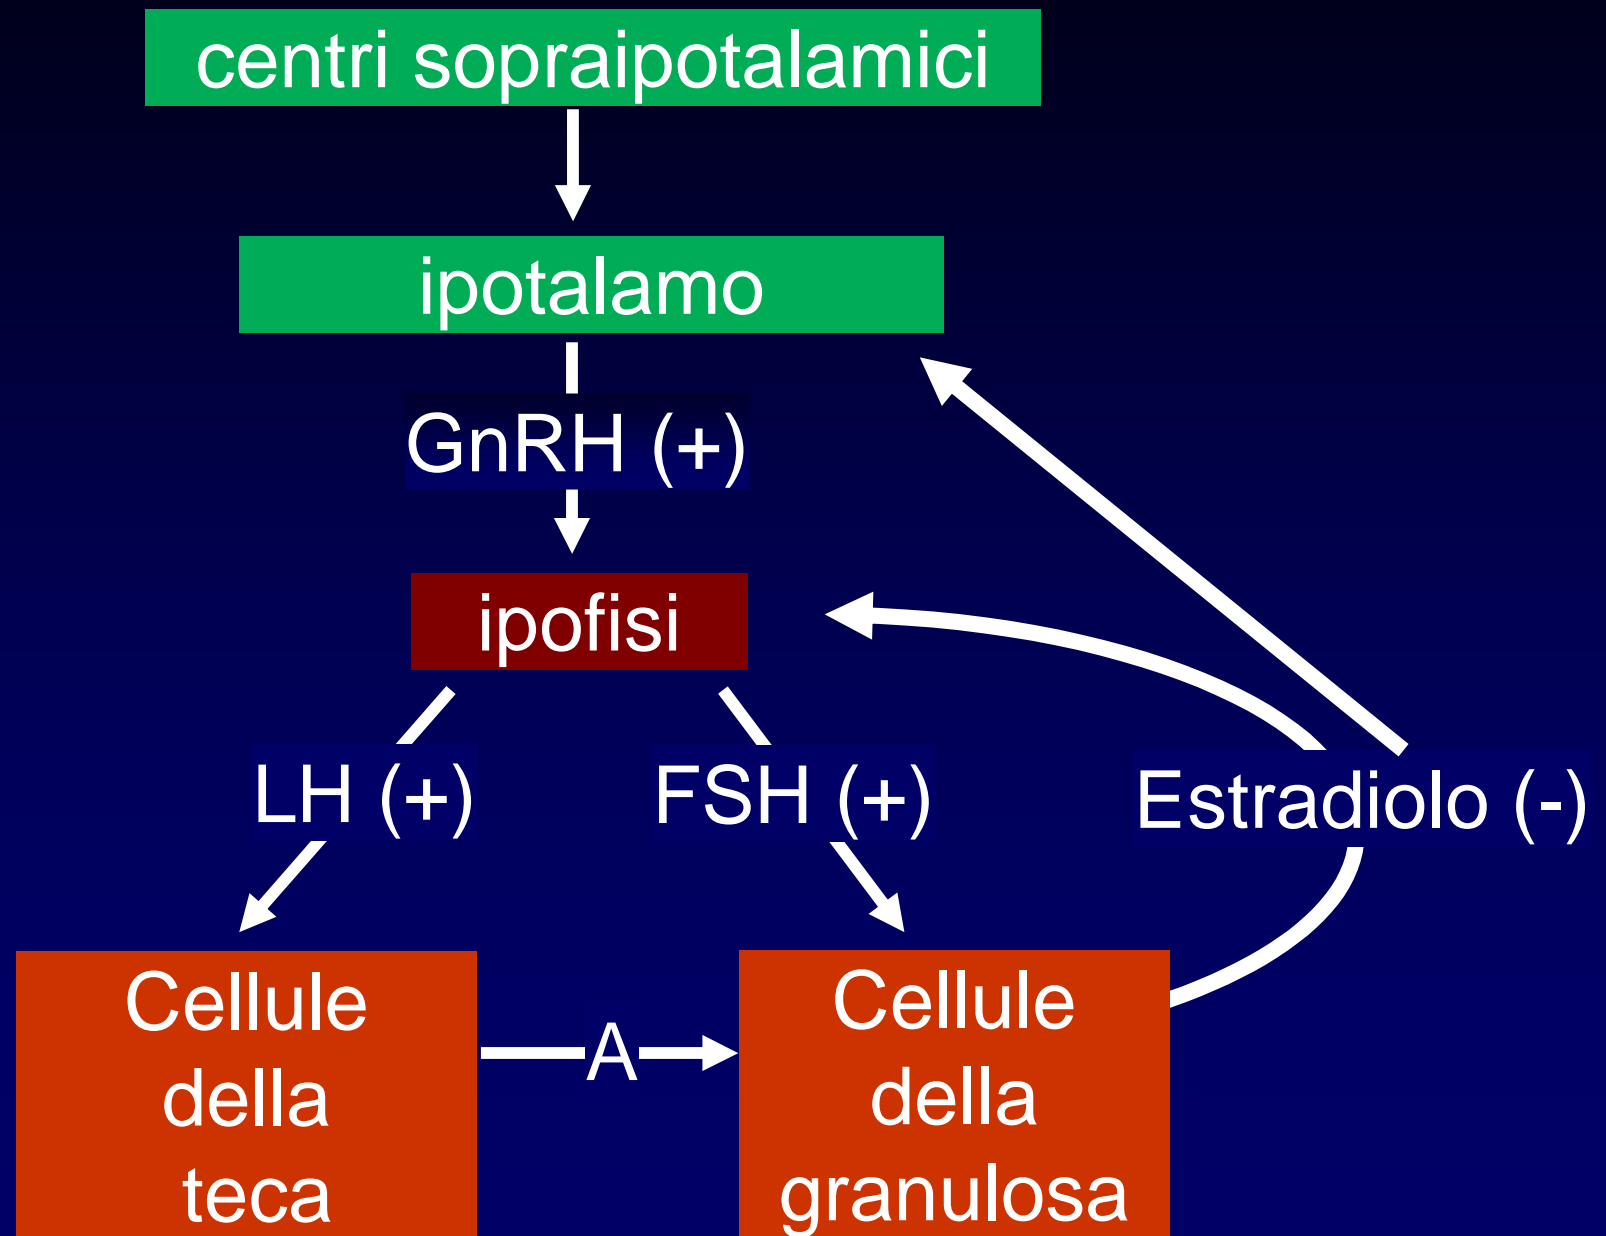 centri sopraipotalamici
ipotalamo
GnRH (+)
ipofisi
LH (+)
FSH (+)
Estradiolo (-)
Cellule
della
teca
A
Cellule
della
granulosa